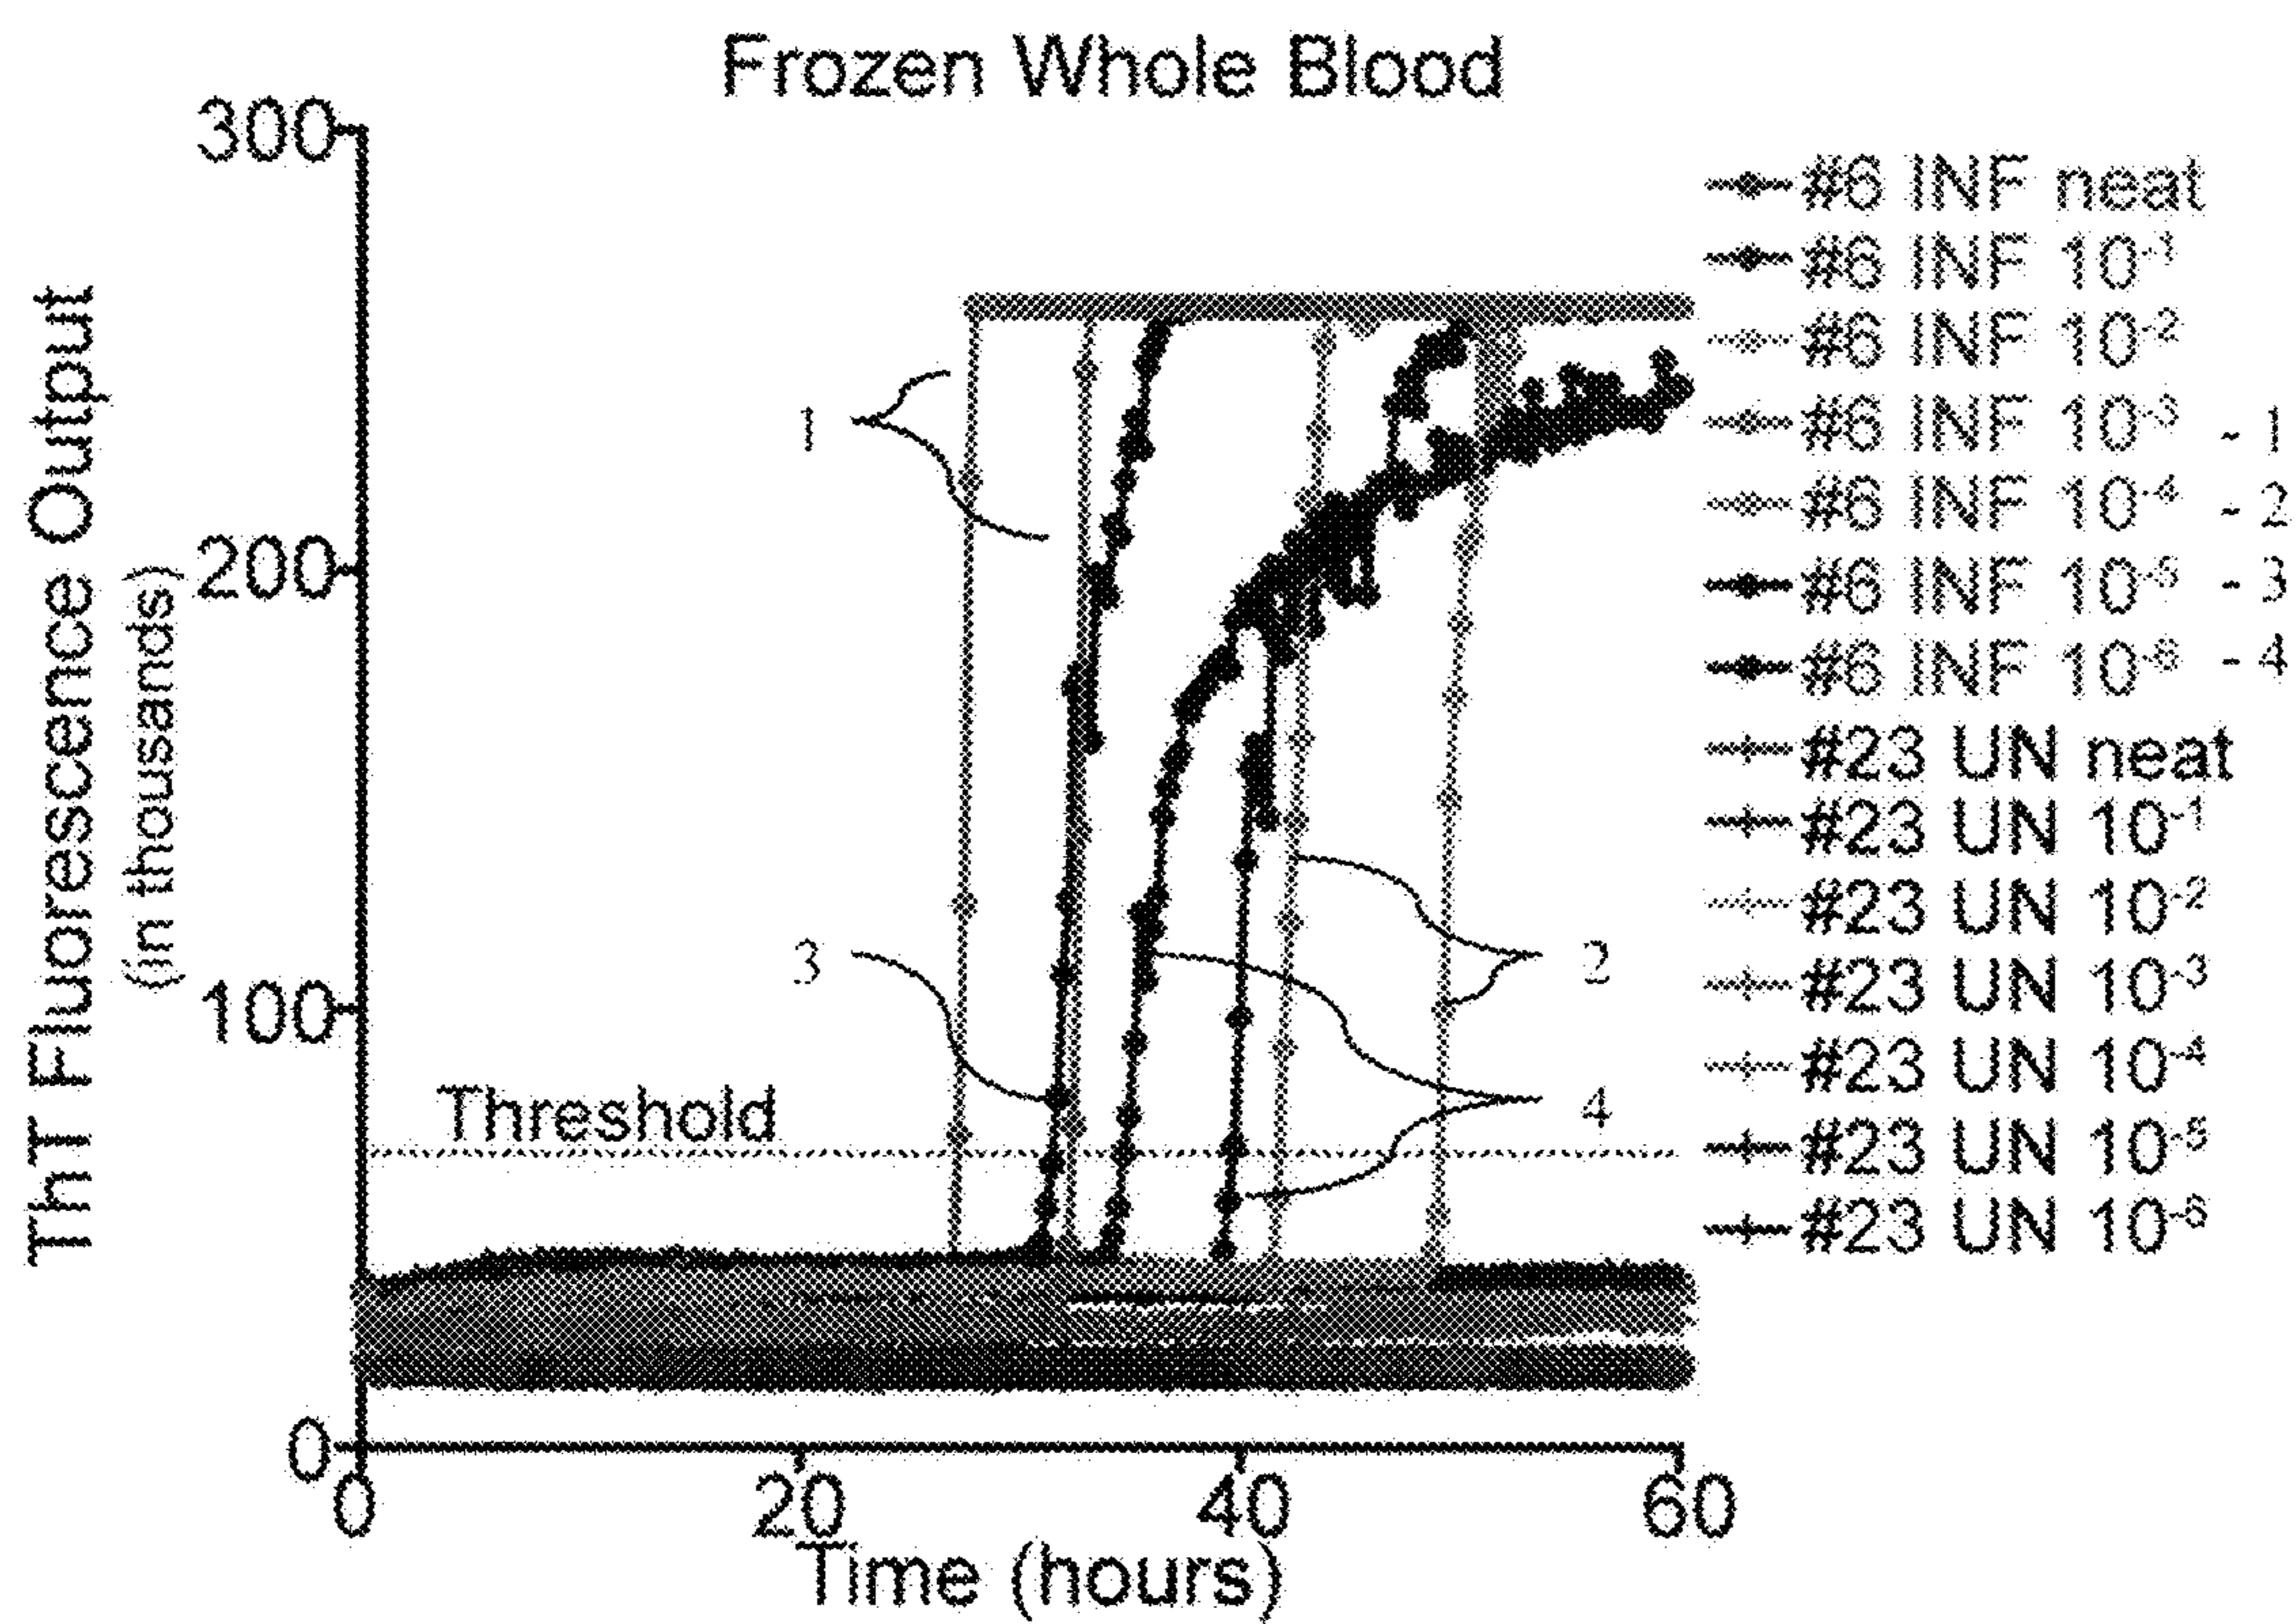 Frozen Whole Blood
ThT Fluorescence Output
(in thousands)
300
200
100
0
0
20
40
60
Time (hours)
Threshold
1
3
2
4
#6 INF neat
#6 INF 10⁻¹
#6 INF 10⁻²
#6 INF 10⁻³ - 1
#6 INF 10⁻⁴ - 2
#6 INF 10⁻⁵ - 3
#6 INF 10⁻⁶ - 4
#23 UN neat
#23 UN 10⁻¹
#23 UN 10⁻²
#23 UN 10⁻³
#23 UN 10⁻⁴
#23 UN 10⁻⁵
#23 UN 10⁻⁶